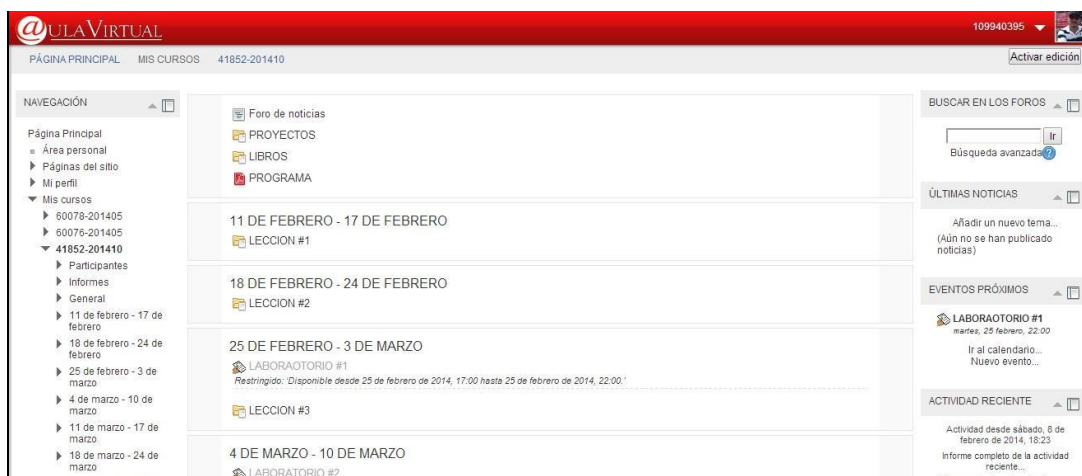 @ULAVIRTUAL
109940395
PÁGINA PRINCIPAL MIS CURSOS 41852-201410
Activar edición
NAVEGACIÓN
Página Principal
Área personal
Páginas del sitio
Mi perfil
Mis cursos
60078-201405
60076-201405
41852-201410
Participantes
Informes
General
11 de febrero - 17 de
febrero
18 de febrero - 24 de
febrero
25 de febrero - 3 de
marzo
4 de marzo - 10 de
marzo
11 de marzo - 17 de
marzo
18 de marzo - 24 de
marzo
Foro de noticias
PROYECTOS
LIBROS
PROGRAMA
11 DE FEBRERO - 17 DE FEBRERO
LECCION #1
18 DE FEBRERO - 24 DE FEBRERO
LECCION #2
25 DE FEBRERO - 3 DE MARZO
LABORAOTORIO #1
Restringido: 'Disponible desde 25 de febrero de 2014, 17:00 hasta 25 de febrero de 2014, 22:00.'
LECCION #3
4 DE MARZO - 10 DE MARZO
LABORATORIO #2
BUSCAR EN LOS FOROS
Ir
Búsqueda avanzada
ÚLTIMAS NOTICIAS
Añadir un nuevo tema...
(Aún no se han publicado
noticias)
EVENTOS PRÓXIMOS
LABORAOTORIO #1
martes, 25 febrero, 22:00
Ir al calendario...
Nuevo evento...
ACTIVIDAD RECIENTE
Actividad desde sábado, 8 de
febrero de 2014, 18:23
Informe completo de la actividad
reciente...